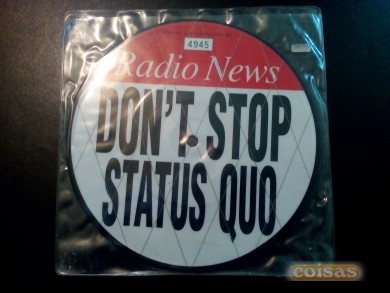 4945
Radio News
DON'T STOP
STATUS QUO
coisas